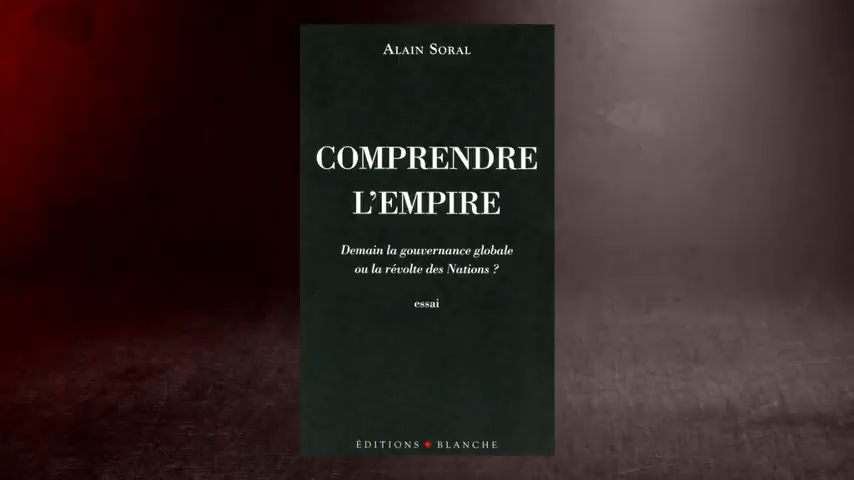 ALAIN SORAL
COMPRENDRE
L'EMPIRE
Demain la gouvernance globale
ou la révolte des Nations ?
essai
ÉDITIONS BLANCHE